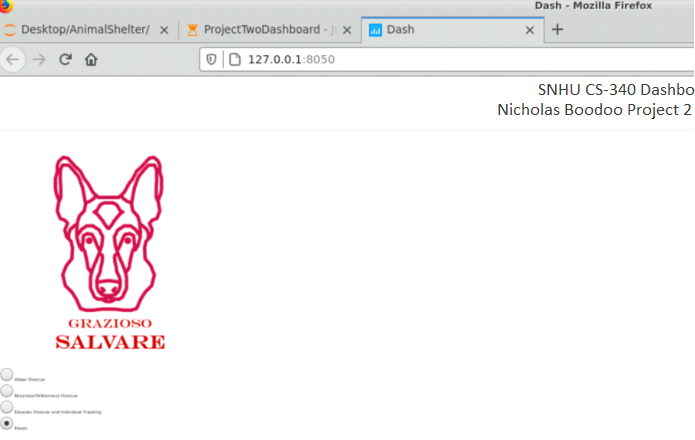 Dash - Mozilla Firefox
Desktop/AnimalShelter/
ProjectTwoDashboard - J
Dash
127.0.0.1:8050
SNHU CS-340 Dashbo
Nicholas Boodoo Project 2
GRAZIOSO
SALVARE
Water Rescue
Mountain/Wilderness Rescue
Disaster Rescue and Individual Tracking
Reset